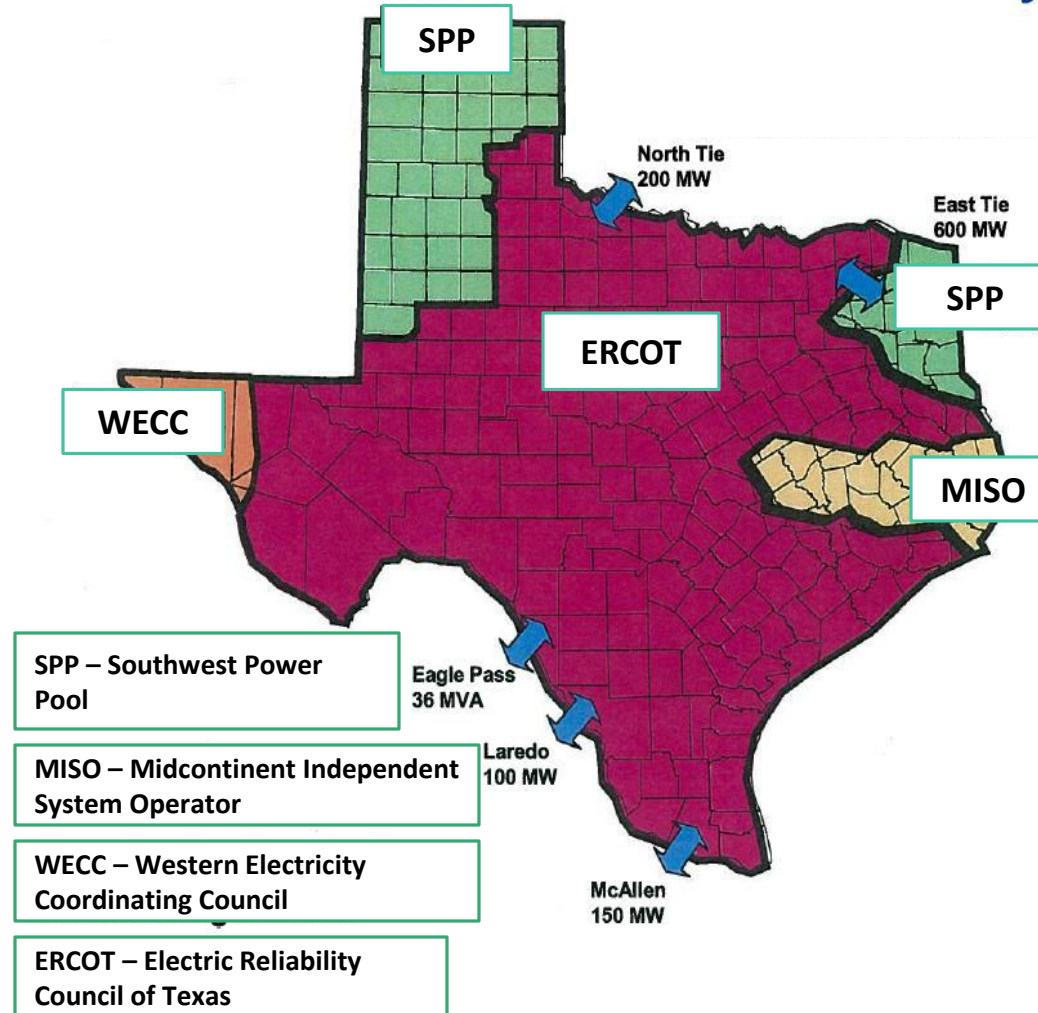 SPP
North Tie
200 MW
East Tie
600 MW
SPP
ERCOT
WECC
MISO
SPP – Southwest Power
Pool
Eagle Pass
36 MVA
MISO – Midcontinent Independent
System Operator
Laredo
100 MW
WECC – Western Electricity
Coordinating Council
McAllen
150 MW
ERCOT – Electric Reliability
Council of Texas